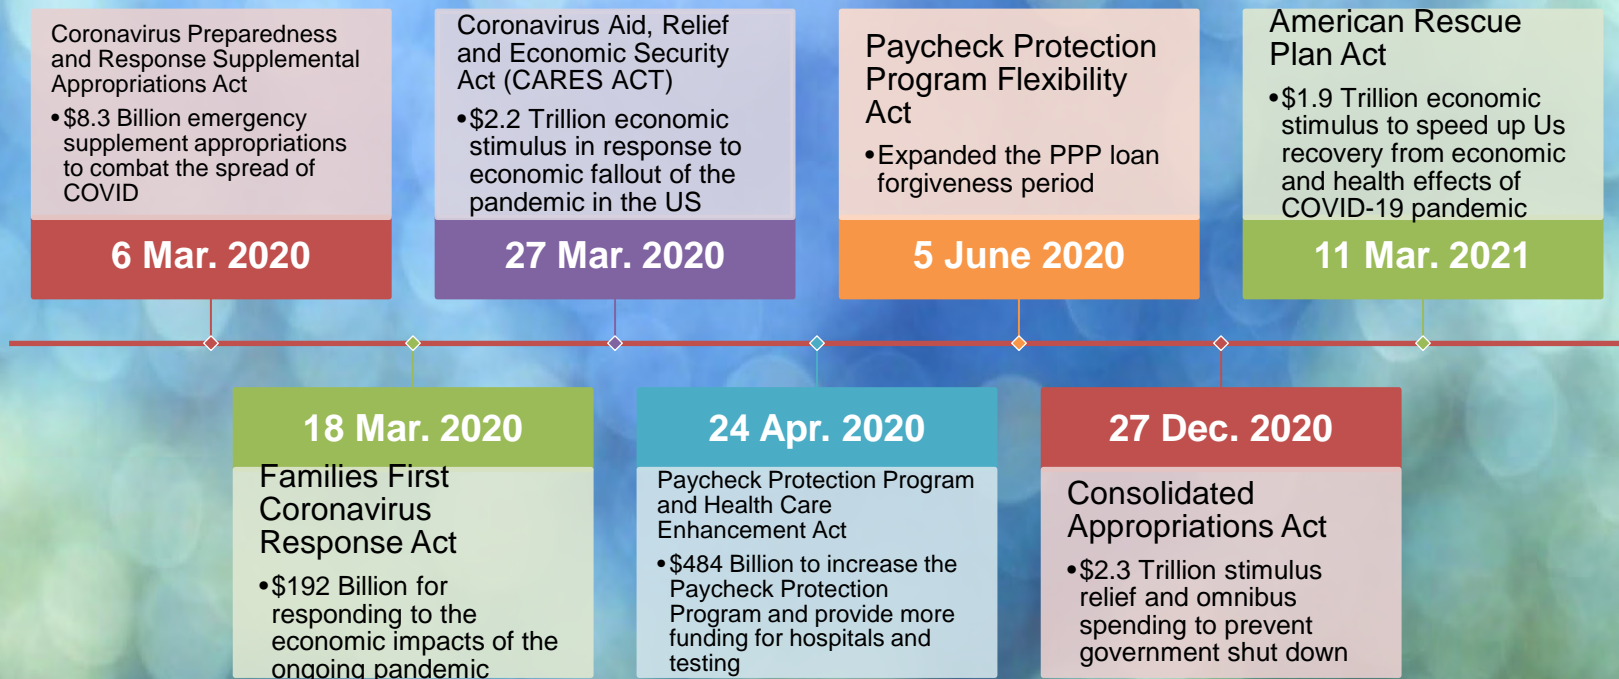 Coronavirus Preparedness
and Response Supplemental
Appropriations Act
•$8.3 Billion emergency
supplement appropriations
to combat the spread of
COVID
6 Mar. 2020
18 Mar. 2020
Families First
Coronavirus
Response Act
•$192 Billion for
responding to the
economic impacts of the
ongoing pandemic
Coronavirus Aid, Relief
and Economic Security
Act (CARES ACT)
•$2.2 Trillion economic
stimulus in response to
economic fallout of the
pandemic in the US
27 Mar. 2020
24 Apr. 2020
Paycheck Protection Program
and Health Care
Enhancement Act
•$484 Billion to increase the
Paycheck Protection
Program and provide more
funding for hospitals and
testing
Paycheck Protection
Program Flexibility
Act
•Expanded the PPP loan
forgiveness period
5 June 2020
27 Dec. 2020
Consolidated
Appropriations Act
•$2.3 Trillion stimulus
relief and omnibus
spending to prevent
government shut down
American Rescue
Plan Act
•$1.9 Trillion economic
stimulus to speed up Us
recovery from economic
and health effects of
COVID-19 pandemic
11 Mar. 2021